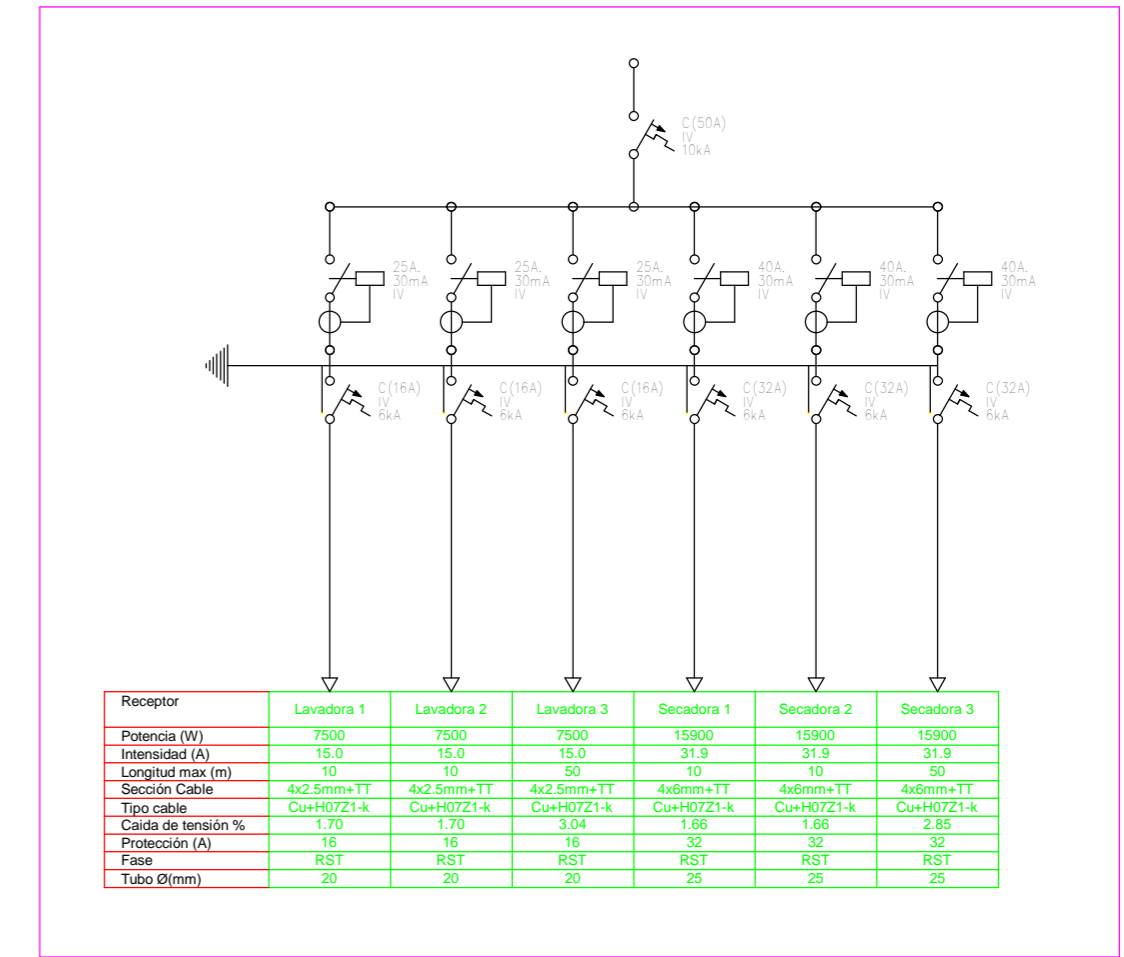 C(50A)
IV
10kA
25A.
30mA
IV
25A.
30mA
IV
25A.
30mA
IV
40A.
30mA
IV
40A.
30mA
IV
40A.
30mA
IV
C(16A)
IV
6kA
C(16A)
IV
6kA
C(16A)
IV
6kA
C(32A)
IV
6kA
C(32A)
IV
6kA
C(32A)
IV
6kA
Receptor Lavadora 1 Lavadora 2 Lavadora 3 Secadora 1 Secadora 2 Secadora 3
Potencia (W) 7500 7500 7500 15900 15900 15900
Intensidad (A) 15.0 15.0 15.0 31.9 31.9 31.9
Longitud max (m) 10 10 50 10 10 50
Sección Cable 4x2.5mm+TT 4x2.5mm+TT 4x2.5mm+TT 4x6mm+TT 4x6mm+TT 4x6mm+TT
Tipo cable Cu+H07Z1-k Cu+H07Z1-k Cu+H07Z1-k Cu+H07Z1-k Cu+H07Z1-k Cu+H07Z1-k
Caida de tensión % 1.70 1.70 3.04 1.66 1.66 2.85
Protección (A) 16 16 16 32 32 32
Fase RST RST RST RST RST RST
Tubo Ø(mm) 20 20 20 25 25 25